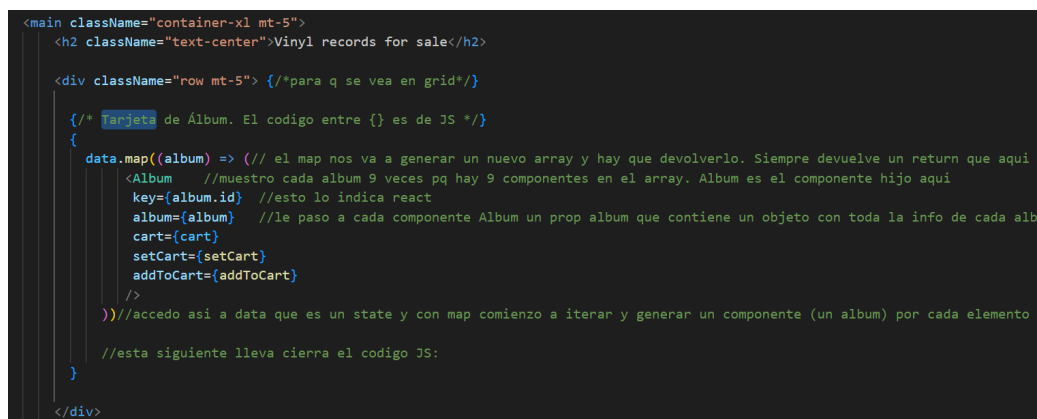 <main className="container-xl mt-5">
<h2 className="text-center">Vinyl records for sale</h2>
<div className="row mt-5"> {/*para q se vea en grid*/}
{/* Tarjeta de Álbum. El codigo entre {} es de JS */}
{
data.map((album) => (// el map nos va a generar un nuevo array y hay que devolverlo. Siempre devuelve un return que aqui
<Album //muestro cada album 9 veces pq hay 9 componentes en el array. Album es el componente hijo aqui
key={album.id} //esto lo indica react
album={album} //le paso a cada componente Album un prop album que contiene un objeto con toda la info de cada alb
cart={cart}
setCart={setCart}
addToCart={addToCart}
/>
))//accedo asi a data que es un state y con map comienzo a iterar y generar un componente (un album) por cada elemento
//esta siguiente lleva cierra el codigo JS:
}
</div>